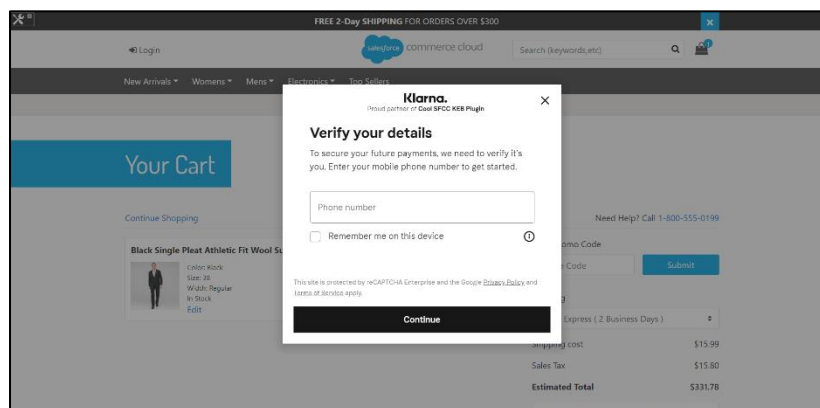 FREE 2-Day SHIPPING FOR ORDERS OVER $300
Login
salesforce commerce cloud
Search (keywords,etc)
1
New Arrivals Womens Mens Electronics Top Sellers
Klarna.
Proud partner of Cool SFCC KEB Plugin
Verify your details
To secure your future payments, we need to verify it's
you. Enter your mobile phone number to get started.
Phone number
Remember me on this device
This site is protected by reCAPTCHA Enterprise and the Google Privacy Policy and
Terms of Service apply.
Continue
Your Cart
Continue Shopping
Need Help? Call 1-800-555-0199
Black Single Pleat Athletic Fit Wool
Color: Black
Size: 38
Width: Regular
In Stock
Edit
Code
Code
Submit
Express ( 2 Business Days )
Shipping cost $15.99
Sales Tax $15.80
Estimated Total $331.78